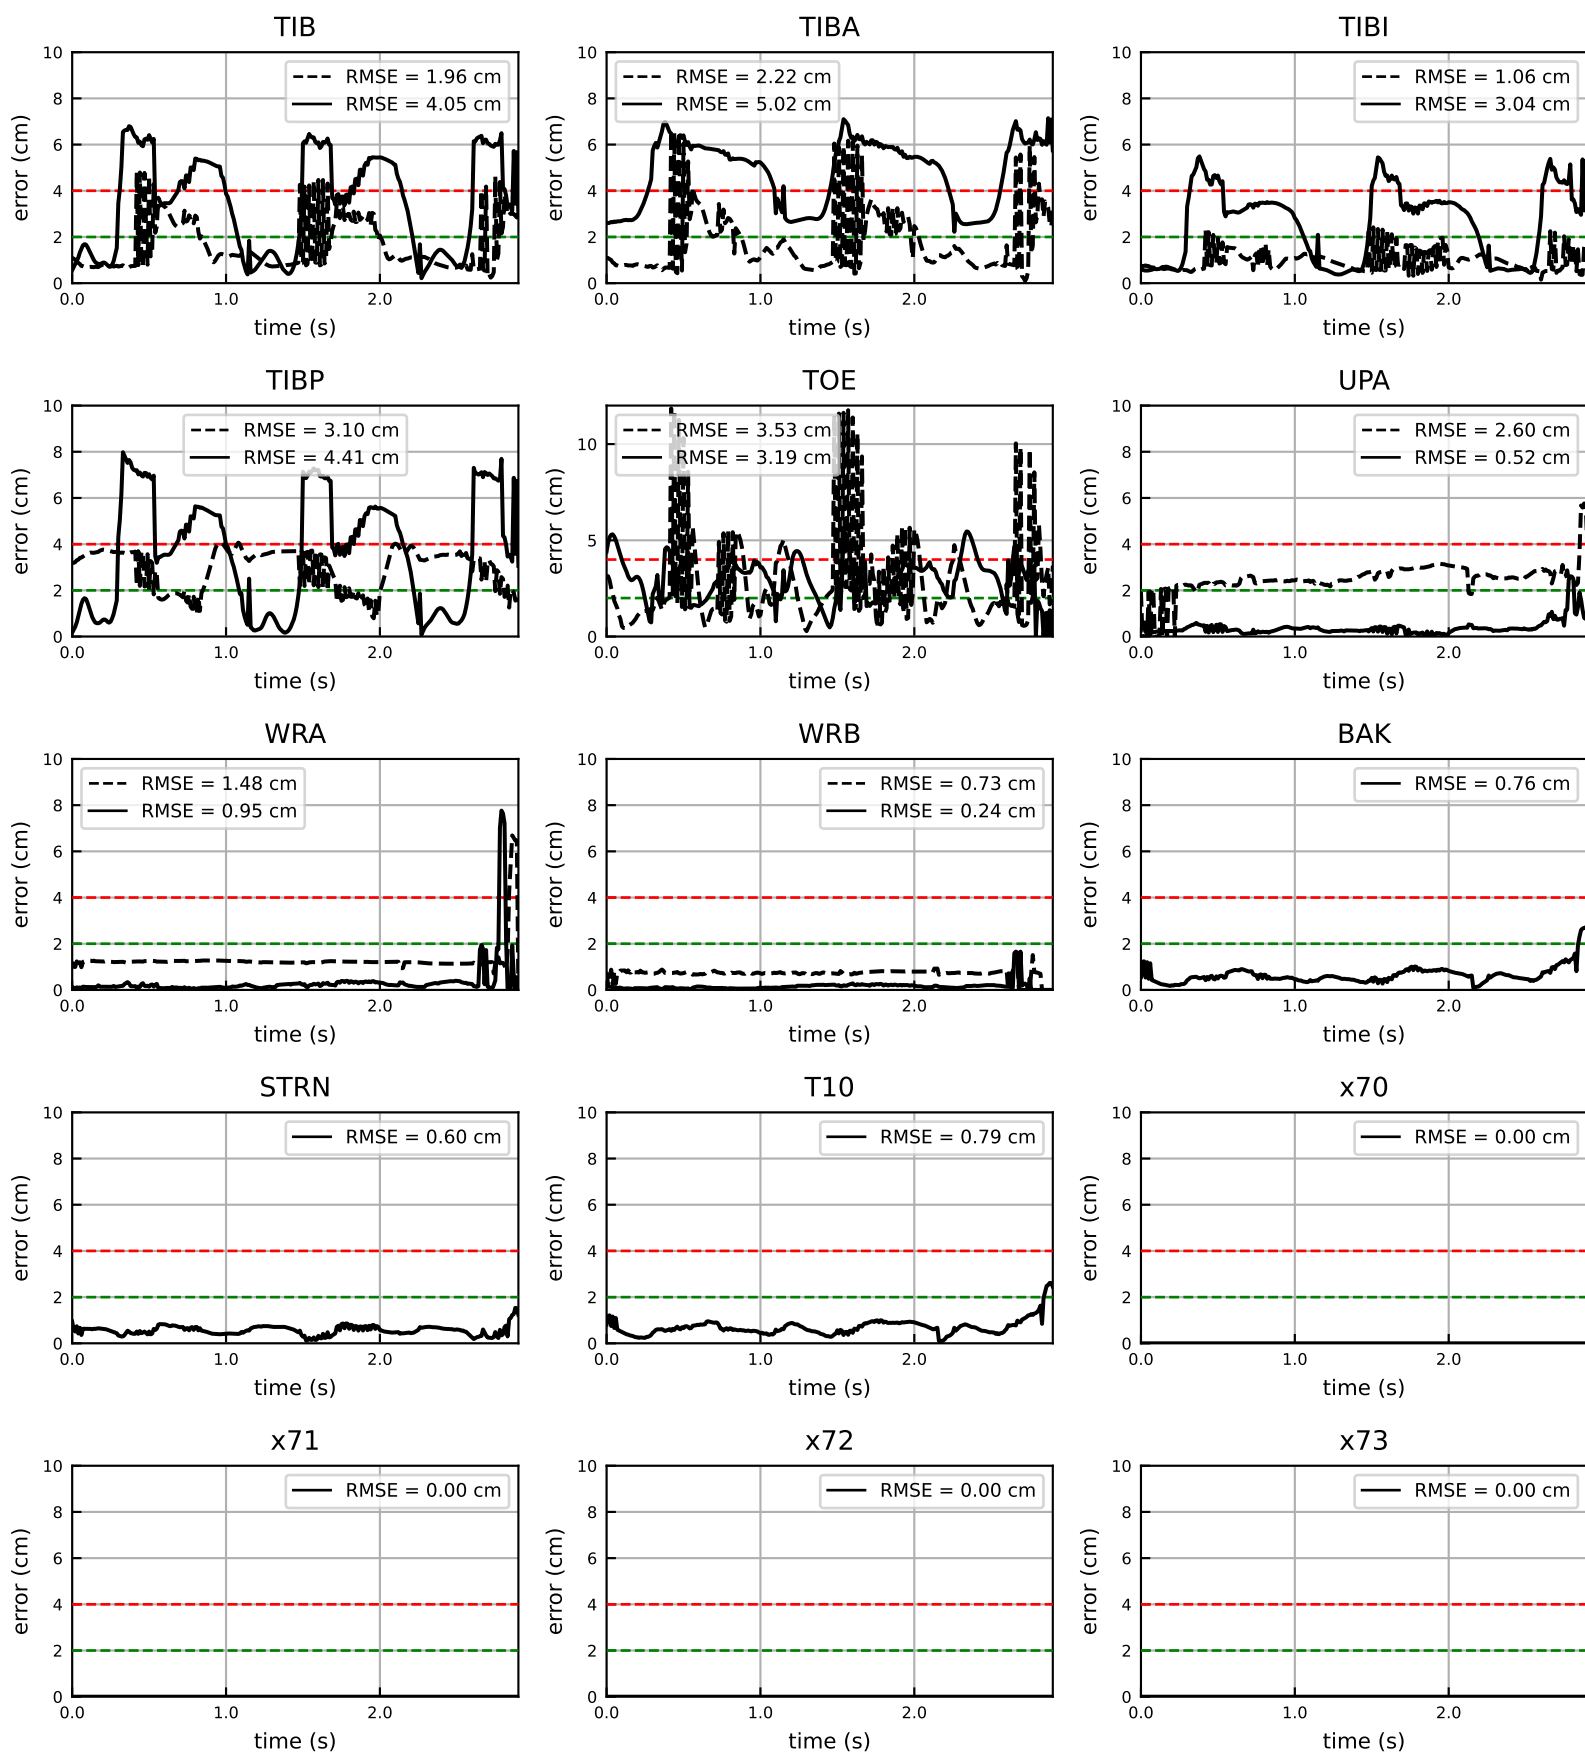 TIB
TIBA
TIBI
10
8
6
4
2
0
error (cm)
RMSE = 1.96 cm
RMSE = 4.05 cm
0.0
1.0
2.0
time (s)
10
8
6
4
2
0
error (cm)
RMSE = 2.22 cm
RMSE = 5.02 cm
0.0
1.0
2.0
time (s)
10
8
6
4
2
0
error (cm)
RMSE = 1.06 cm
RMSE = 3.04 cm
0.0
1.0
2.0
time (s)
TIBP
TOE
UPA
10
8
6
4
2
0
error (cm)
RMSE = 3.10 cm
RMSE = 4.41 cm
0.0
1.0
2.0
time (s)
10
5
0
error (cm)
RMSE = 3.53 cm
RMSE = 3.19 cm
0.0
1.0
2.0
time (s)
10
8
6
4
2
0
error (cm)
RMSE = 2.60 cm
RMSE = 0.52 cm
0.0
1.0
2.0
time (s)
WRA
WRB
BAK
10
8
6
4
2
0
error (cm)
RMSE = 1.48 cm
RMSE = 0.95 cm
0.0
1.0
2.0
time (s)
10
8
6
4
2
0
error (cm)
RMSE = 0.73 cm
RMSE = 0.24 cm
0.0
1.0
2.0
time (s)
10
8
6
4
2
0
error (cm)
RMSE = 0.76 cm
0.0
1.0
2.0
time (s)
STRN
T10
x70
10
8
6
4
2
0
error (cm)
RMSE = 0.60 cm
0.0
1.0
2.0
time (s)
10
8
6
4
2
0
error (cm)
RMSE = 0.79 cm
0.0
1.0
2.0
time (s)
10
8
6
4
2
0
error (cm)
RMSE = 0.00 cm
0.0
1.0
2.0
time (s)
x71
x72
x73
10
8
6
4
2
0
error (cm)
RMSE = 0.00 cm
0.0
1.0
2.0
time (s)
10
8
6
4
2
0
error (cm)
RMSE = 0.00 cm
0.0
1.0
2.0
time (s)
10
8
6
4
2
0
error (cm)
RMSE = 0.00 cm
0.0
1.0
2.0
time (s)